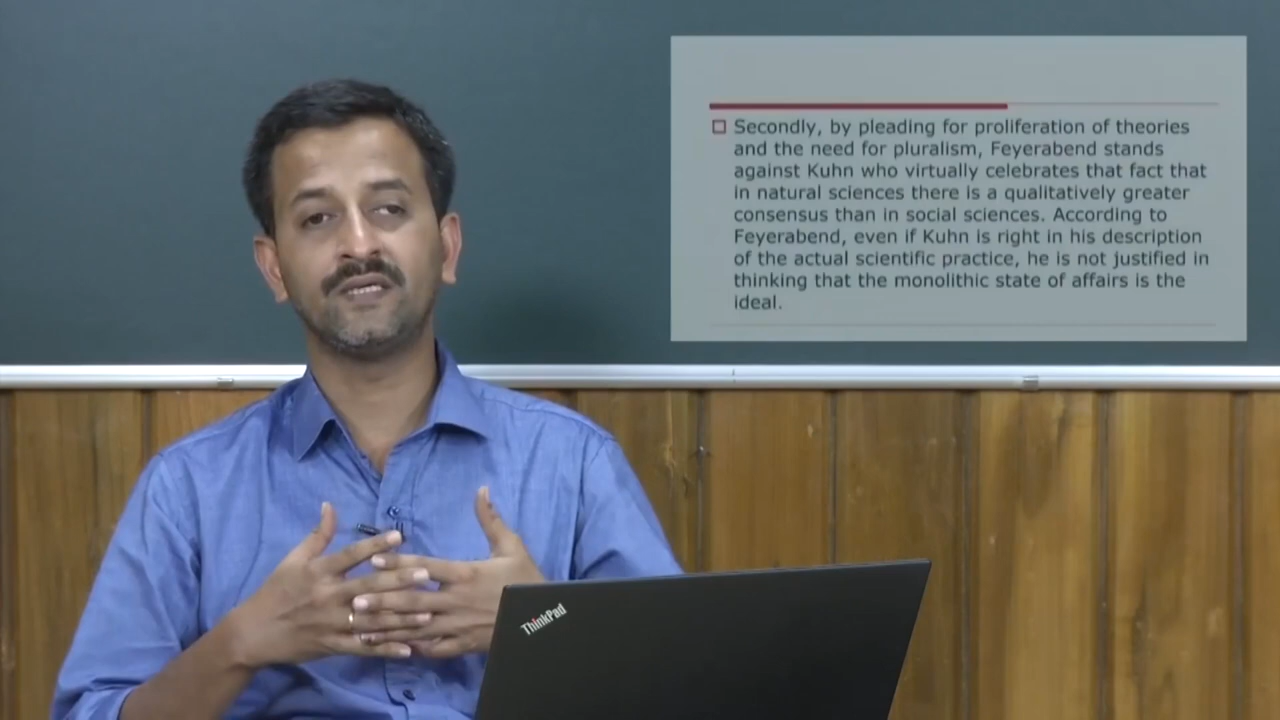 Secondly, by pleading for proliferation of theories
and the need for pluralism, Feyerabend stands
against Kuhn who virtually celebrates that fact that
in natural sciences there is a qualitatively greater
consensus than in social sciences. According to
Feyerabend, even if Kuhn is right in his description
of the actual scientific practice, he is not justified in
thinking that the monolithic state of affairs is the
ideal.
ThinkPad